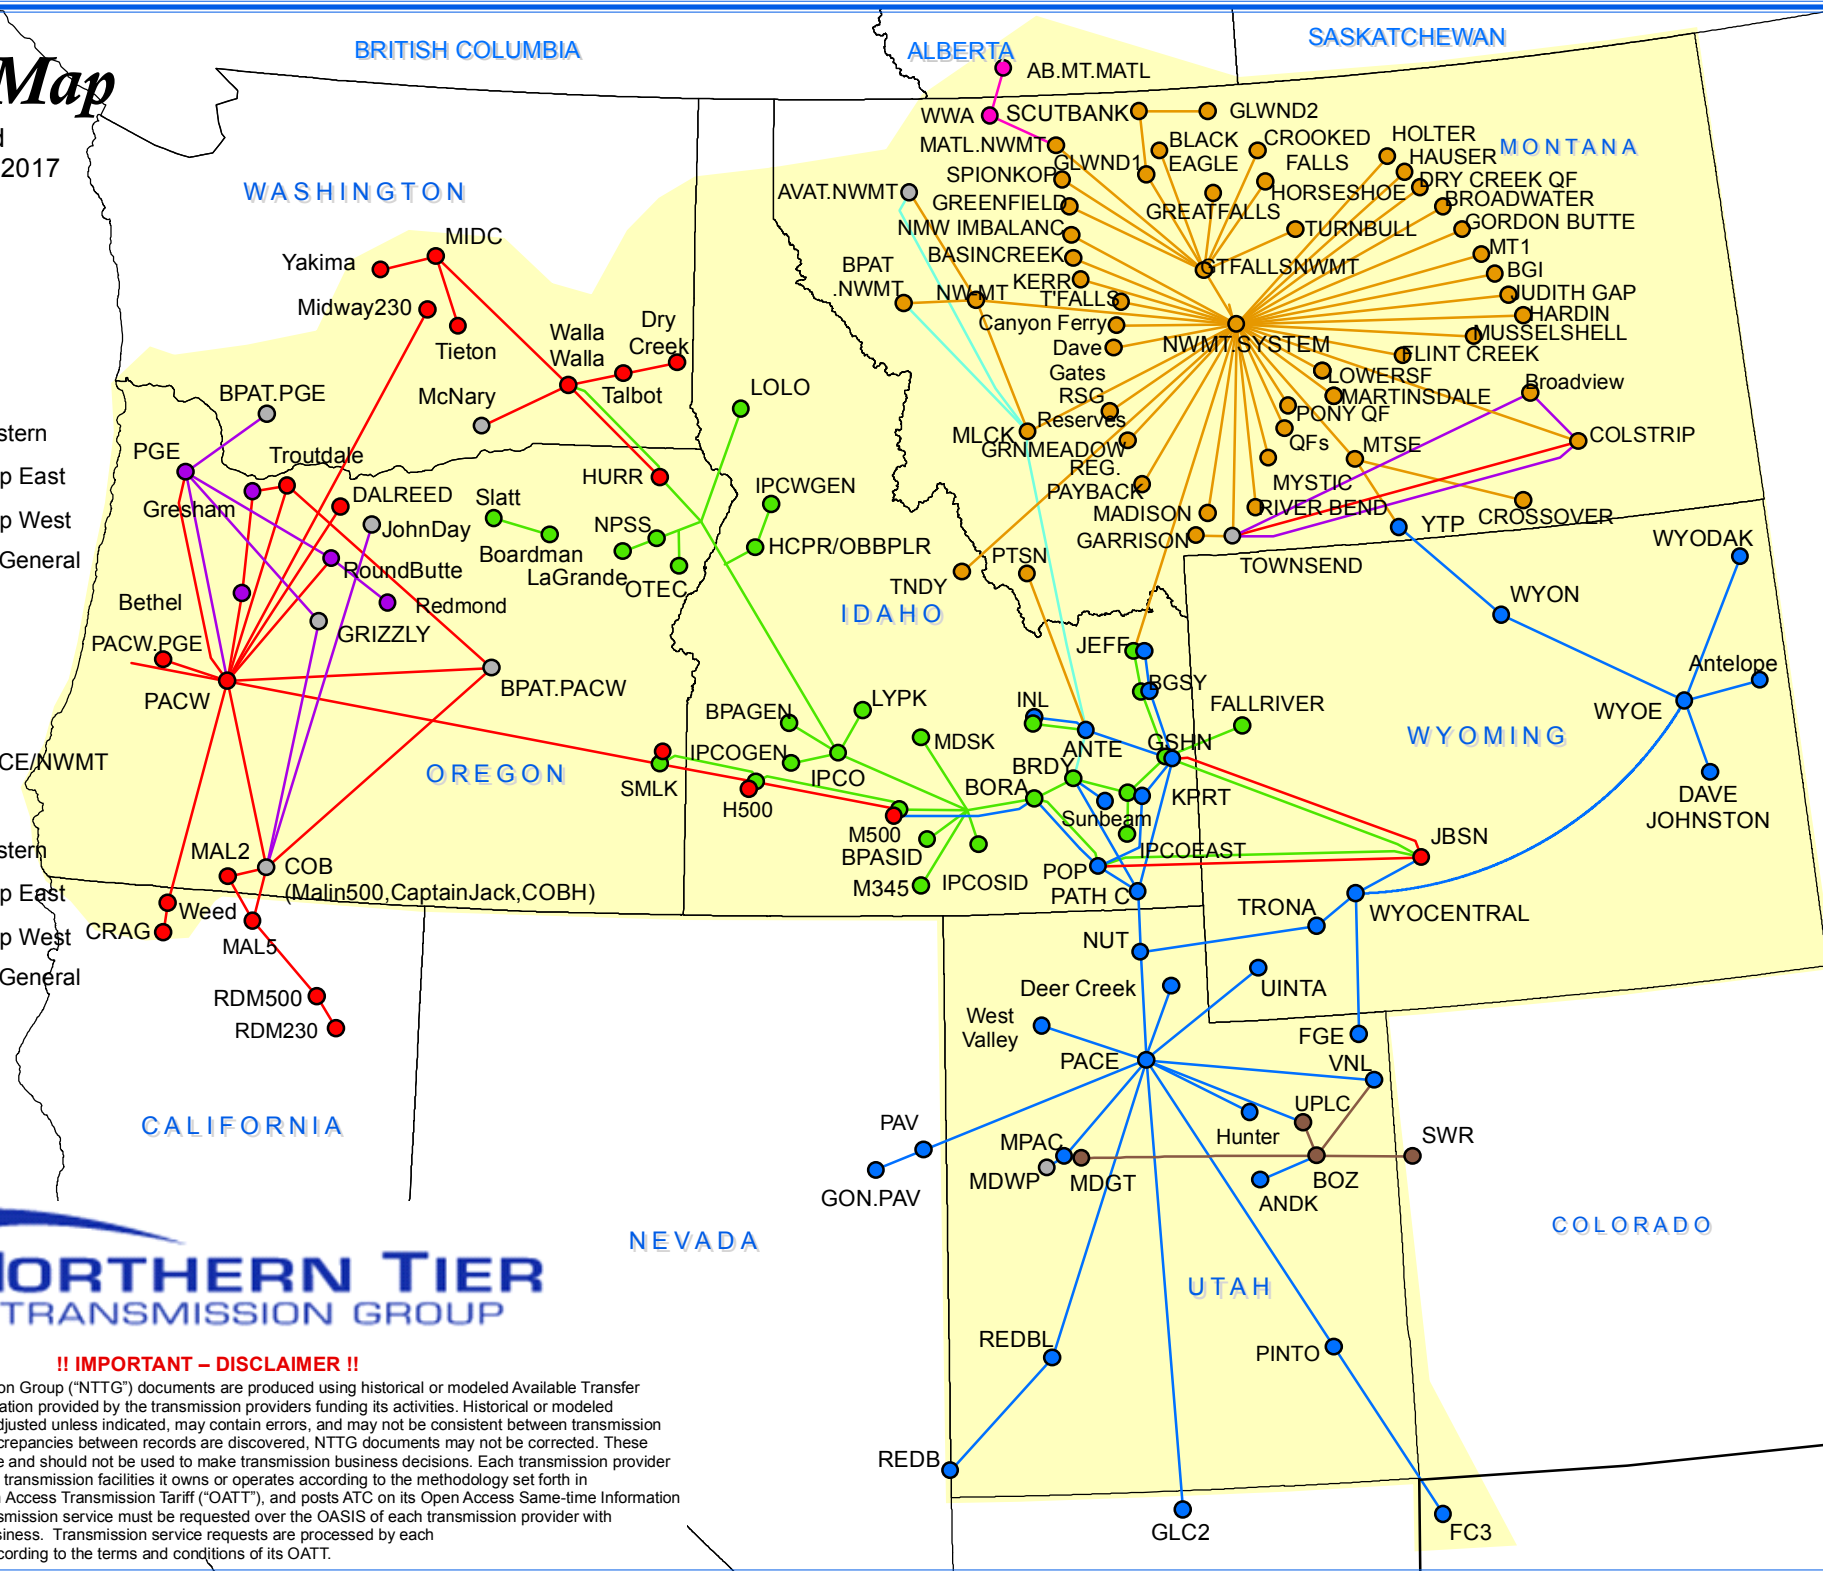 BRITISH COLUMBIA
ALBERTA
SASKATCHEWAN
Map
2017
AB.MT.MATL
WWA
SCUTBANK
GLWND2
MATL.NWMT
GLWND1
BLACK
EAGLE
CROOKED
FALLS
HOLTER
HAUSER
MONTANA
WASHINGTON
AVAT.NWMT
SPIONKOP
GREENFIELD
GREATFALLS
HORSESHOE
DRY CREEK QF
BROADWATER
GORDON BUTTE
NMW IMBALANC
TURNBULL
MIDC
Yakima
BASINCREEK
MT1
BPAT
.NWMT
NW-MT
KERR
T'FALLS
GTFALLSNWMT
BGI
JUDITH GAP
HARDIN
Midway230
Tieton
Walla
Walla
Dry
Creek
Talbot
Canyon Ferry
Dave
Gates
NWMT.SYSTEM
MUSSELSHELL
FLINT CREEK
LOWERSF
MARTINSDALE
Broadview
BPAT.PGE
McNary
LOLO
RSG
Reserves
MLCK
GRNMEADOW
PONY QF
QFs
MTSE
COLSTRIP
stern
PGE
Troutdale
HURR
IPCWGEN
REG.
PAYBACK
MYSTIC
p East
Gresham
DALREED
JohnDay
Slatt
Boardman
NPSS
LaGrande
OTEC
HCPR/OBBPLR
MADISON
GARRISON
RIVER BEND
TOWNSEND
YTP
CROSSOVER
WYODAK
p West
General
RoundButte
Redmond
Bethel
GRIZZLY
TNDY
PTSN
IDAHO
WYON
PACW.PGE
PACW
BPAT.PACW
JEFF
BGSY
Antelope
WYOE
CE/NWMT
OREGON
BPAGEN
LYPK
INL
ANTE
GSHN
FALLRIVER
WYOMING
SMLK
IPCOGEN
IPCO
MDSK
BRDY
BORA
KPRT
Sunbeam
DAVE
JOHNSTON
H500
M500
BPASID
M345
IPCOSID
IPCOEAST
JBSN
stern
MAL2
COB
(Malin500,CaptainJack,COBH)
POP
PATH C
p East
Weed
CRAG
MAL5
TRONA
WYOCENTRAL
p West
General
NUT
RDM500
RDM230
Deer Creek
UINTA
West
Valley
PACE
FGE
VNL
CALIFORNIA
PAV
GON.PAV
MPAC
MDWP
MDGT
Hunter
UPLC
BOZ
ANDK
SWR
NEVADA
UTAH
COLORADO
ORTHERN TIER
TRANSMISSION GROUP
REDBL
PINTO
REDB
GLC2
FC3
!! IMPORTANT – DISCLAIMER !!
on Group (“NTTG”) documents are produced using historical or modeled Available Transfer
ation provided by the transmission providers funding its activities. Historical or modeled
djusted unless indicated, may contain errors, and may not be consistent between transmission
crepancies between records are discovered, NTTG documents may not be corrected. These
e and should not be used to make transmission business decisions. Each transmission provider
transmission facilities it owns or operates according to the methodology set forth in
Access Transmission Tariff (“OATT”), and posts ATC on its Open Access Same-time Information
smission service must be requested over the OASIS of each transmission provider with
siness. Transmission service requests are processed by each
cording to the terms and conditions of its OATT.